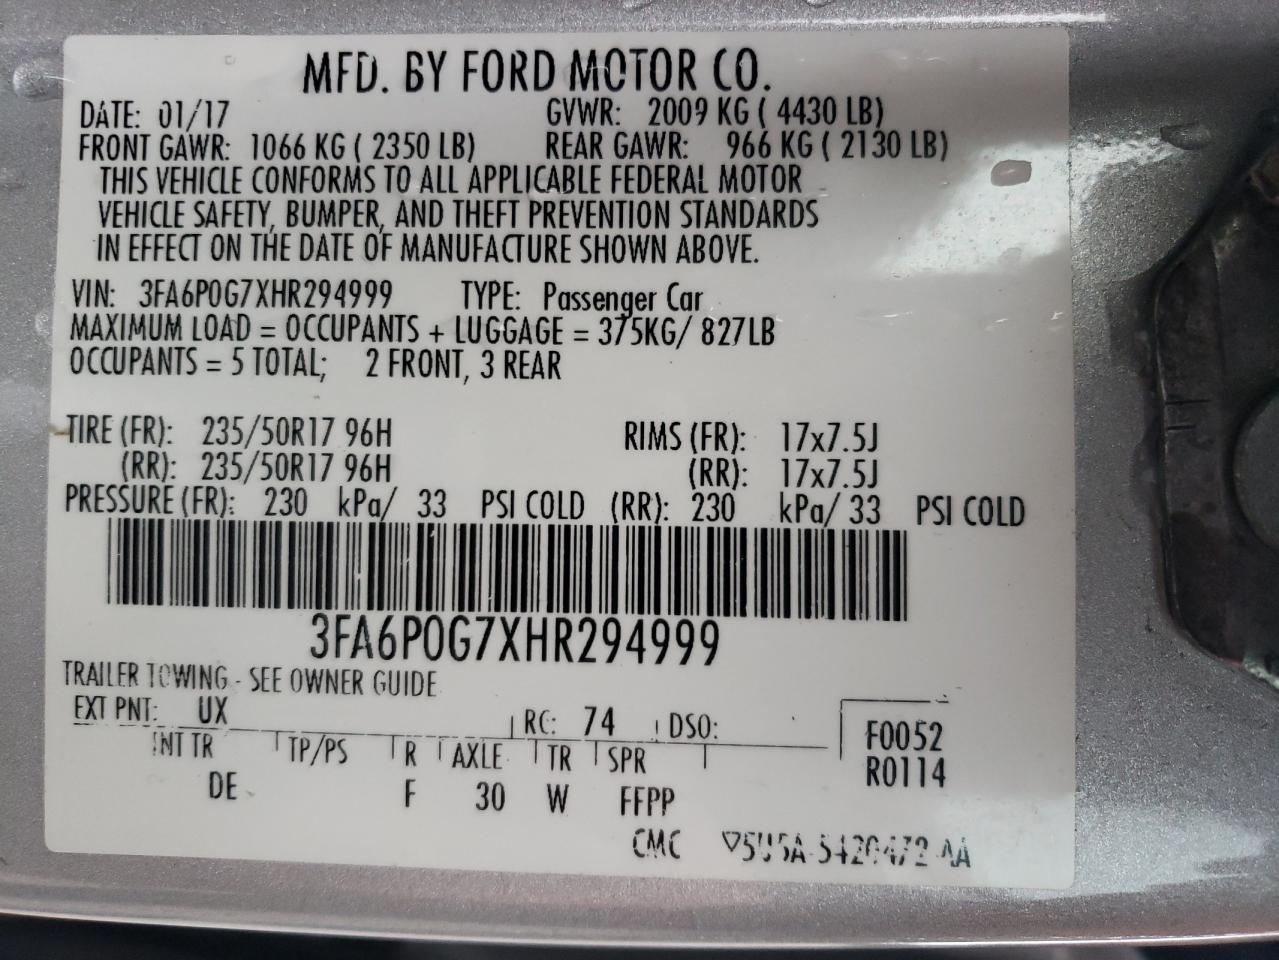 MFD. BY FORD MOTOR CO.
DATE: 01/17 GVWR: 2009 KG ( 4430 LB)
FRONT GAWR: 1066 KG ( 2350 LB) REAR GAWR: 966 KG ( 2130 LB)
THIS VEHICLE CONFORMS TO ALL APPLICABLE FEDERAL MOTOR
VEHICLE SAFETY, BUMPER, AND THEFT PREVENTION STANDARDS
IN EFFECT ON THE DATE OF MANUFACTURE SHOWN ABOVE.
VIN: 3FA6P0G7XHR294999 TYPE: Passenger Car
MAXIMUM LOAD = OCCUPANTS + LUGGAGE = 375KG/ 827LB
OCCUPANTS = 5 TOTAL; 2 FRONT, 3 REAR
TIRE (FR): 235/50R17 96H RIMS (FR): 17x7.5J
(RR): 235/50R17 96H (RR): 17x7.5J
PRESSURE (FR): 230 kPa/ 33 PSI COLD (RR): 230 kPa/ 33 PSI COLD
3FA6P0G7XHR294999
TRAILER TOWING - SEE OWNER GUIDE
EXT PNT: UX RC: 74 DSO: F0052
INT TR TP/PS R AXLE TR SPR R0114
DE F 30 W FFPP
CMC